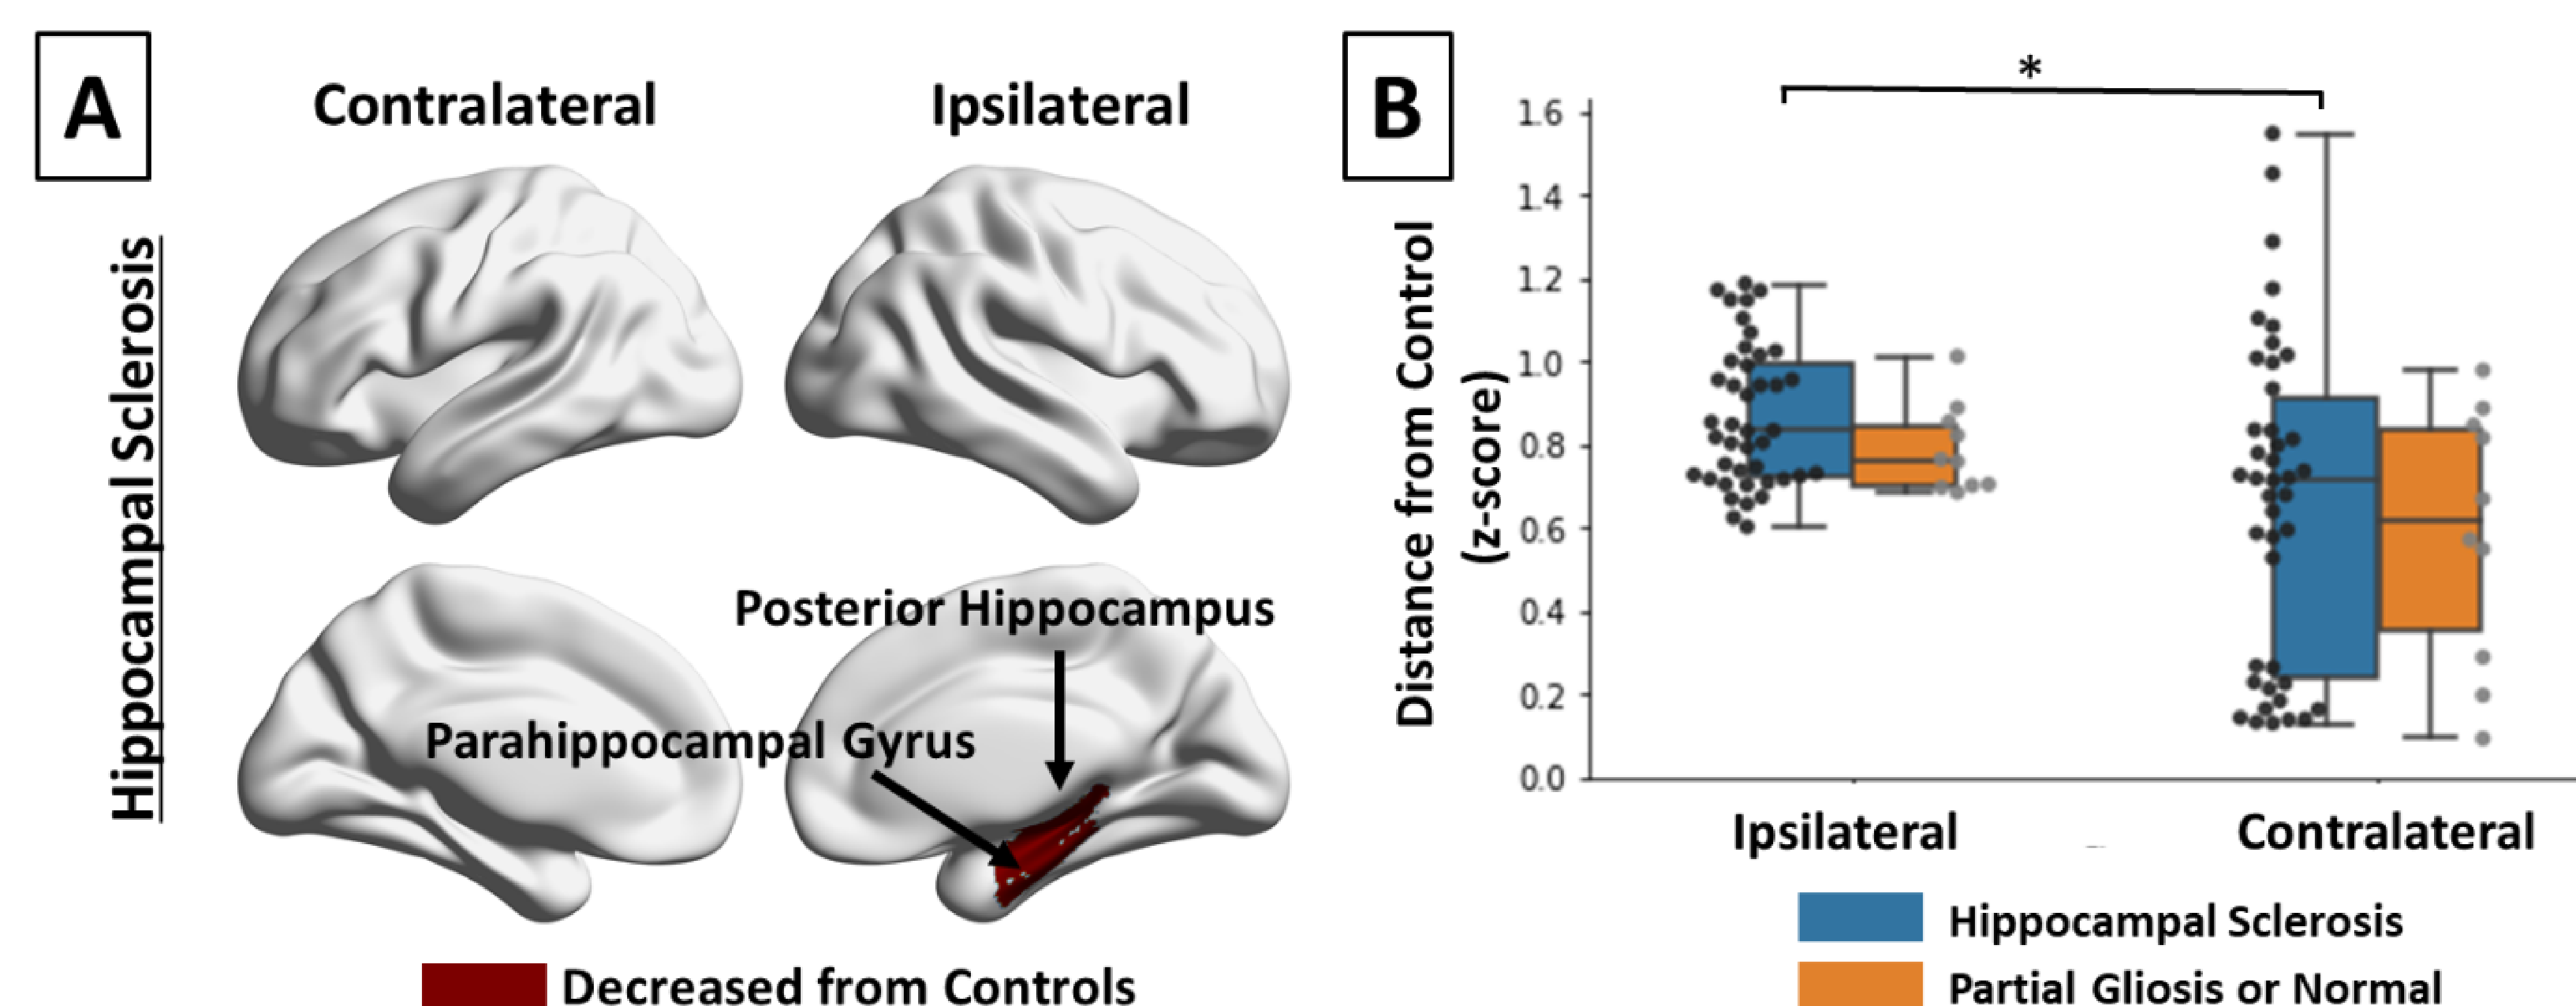 A
Contralateral
Ipsilateral
Hippocampal Sclerosis
Posterior Hippocampus
Parahippocampal Gyrus
Decreased from Controls
B
*
Distance from Control
(z-score)
1.6
1.4
1.2
1.0
0.8
0.6
0.4
0.2
0.0
Ipsilateral
Contralateral
Hippocampal Sclerosis
Partial Gliosis or Normal